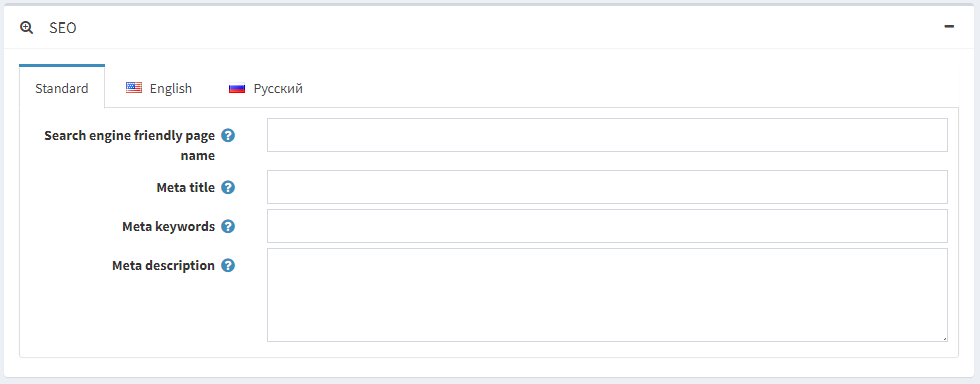 SEO
Standard English Русский
Search engine friendly page
name
Meta title
Meta keywords
Meta description